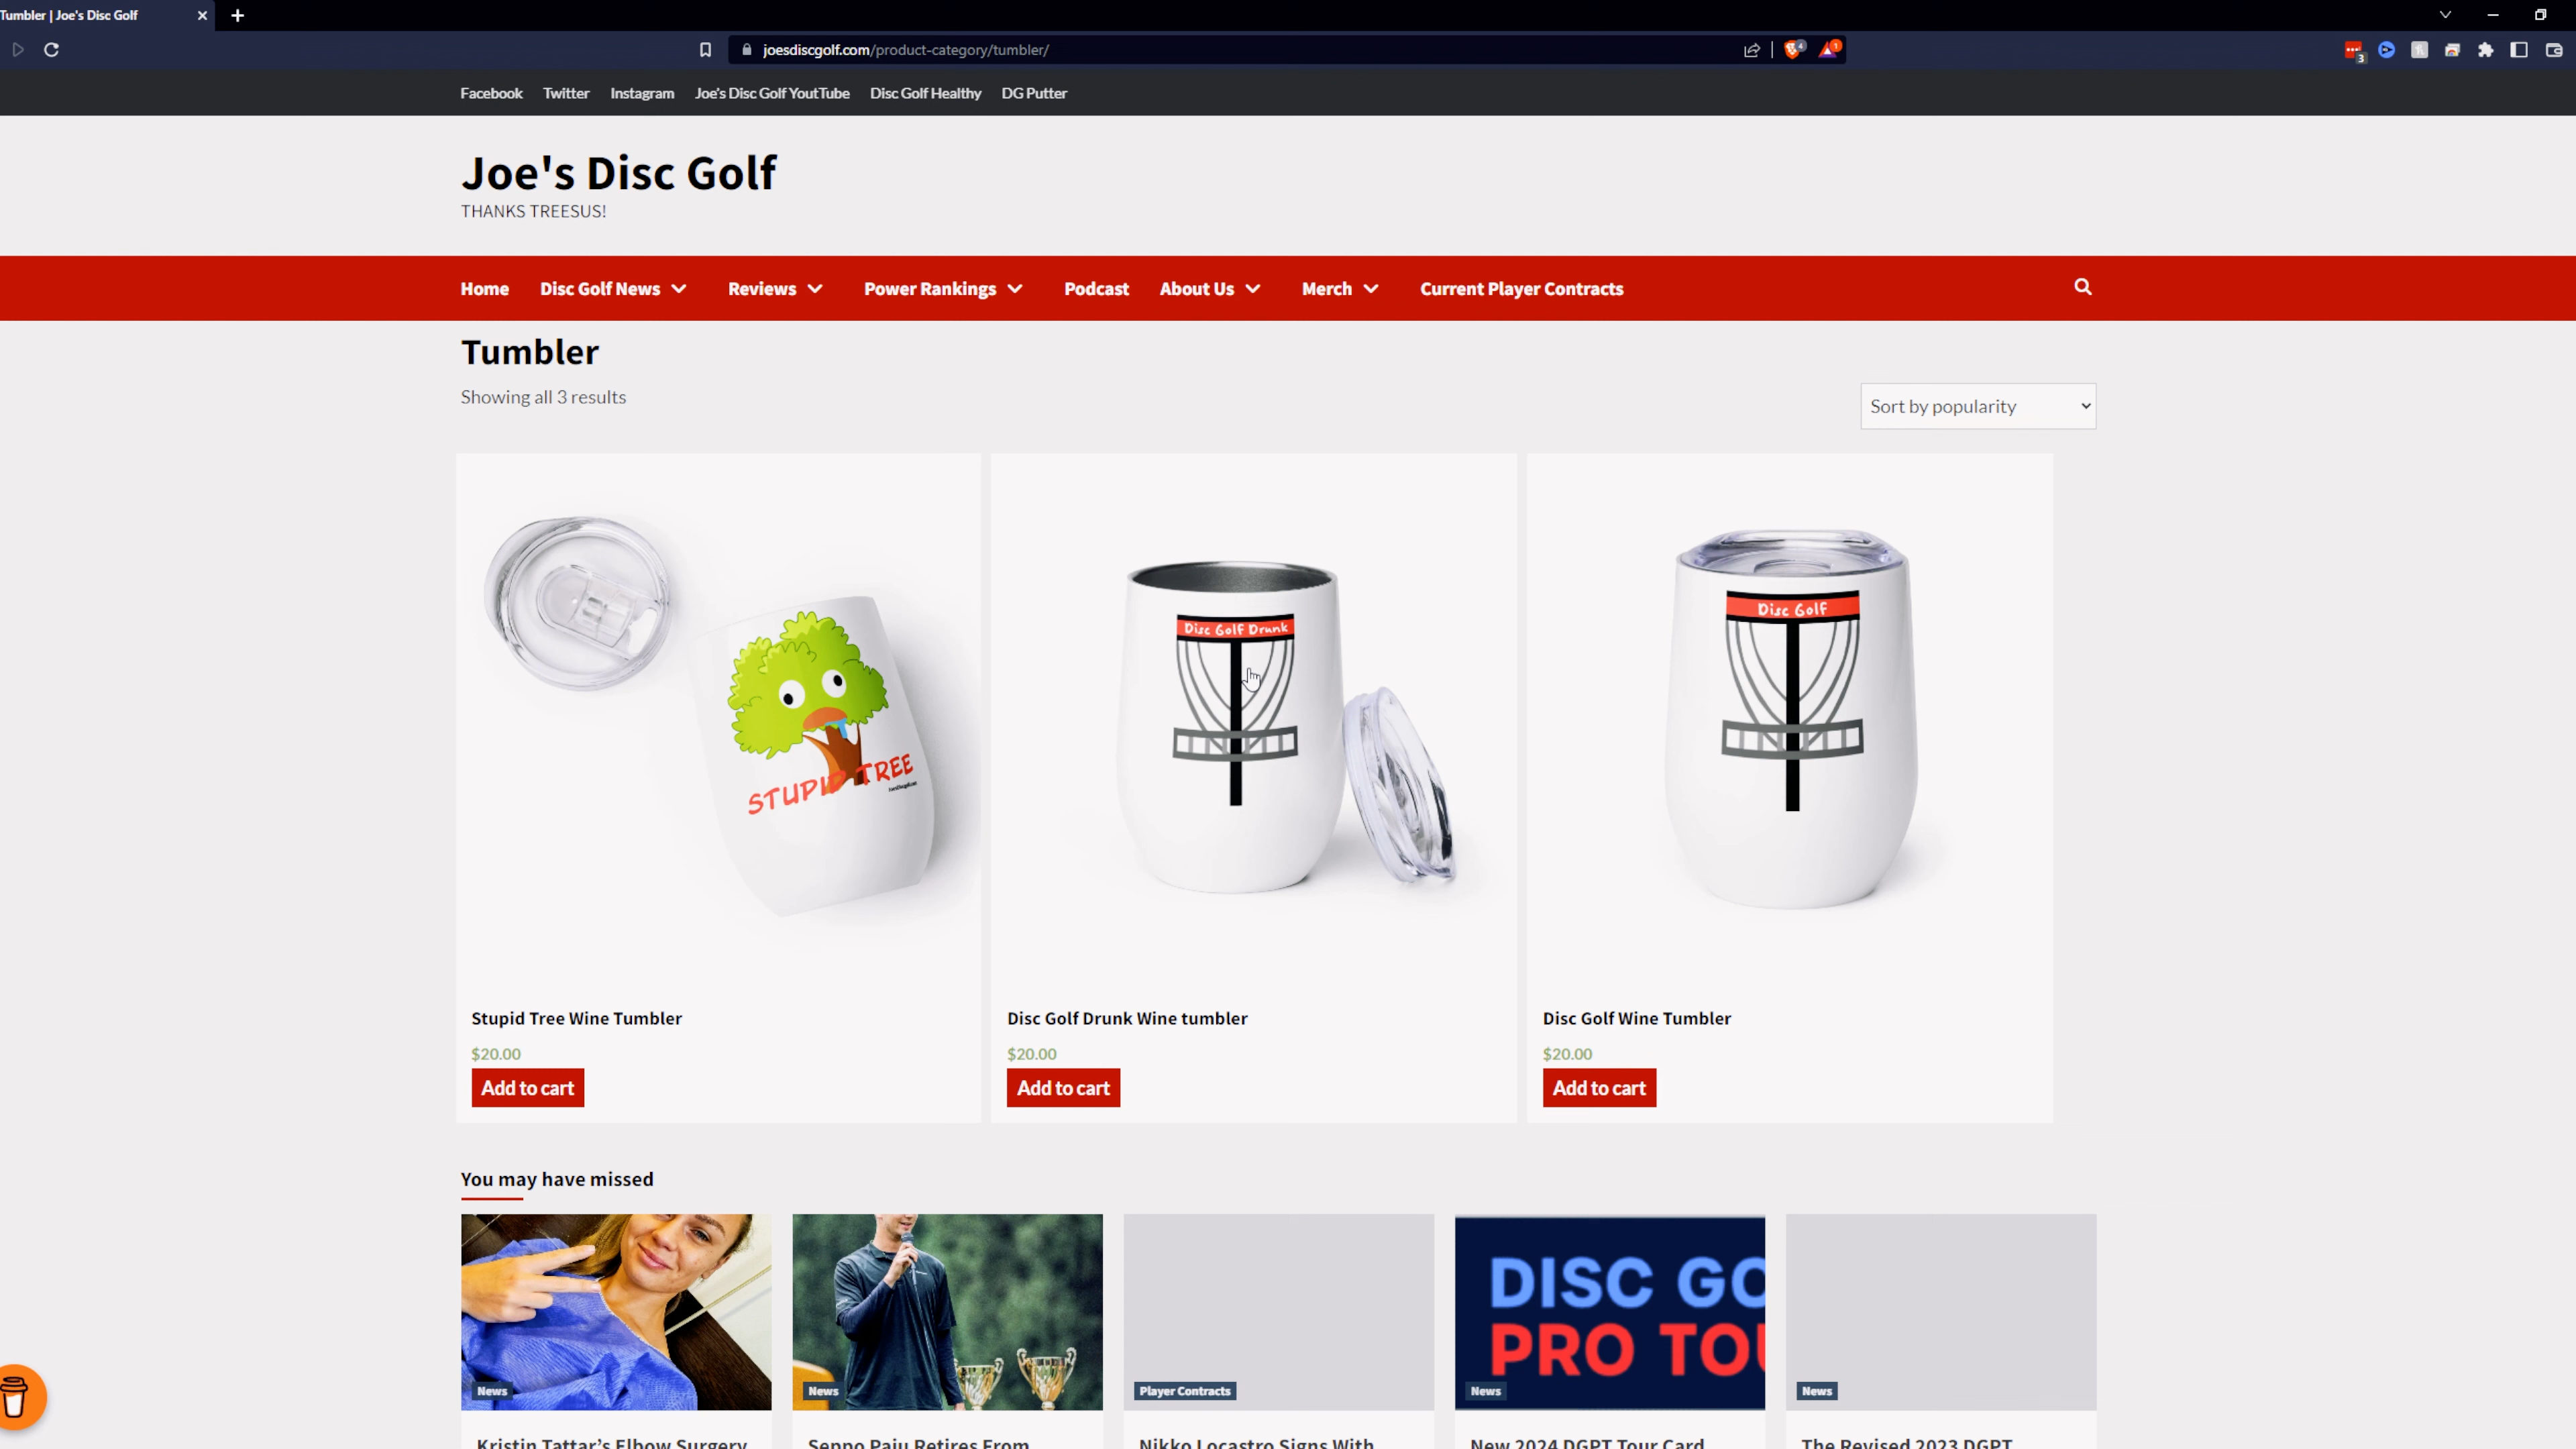 Tumbler | Joe's Disc Golf
joesdiscgolf.com/product-category/tumbler/
4
1
3
Facebook Twitter Instagram Joe's Disc Golf YoutTube Disc Golf Healthy DG Putter
Joe's Disc Golf
THANKS TREESUS!
Home Disc Golf News Reviews Power Rankings Podcast About Us Merch Current Player Contracts
Tumbler
Showing all 3 results
Sort by popularity
STUPID TREE
Disc Golf Drunk
Disc Golf
Stupid Tree Wine Tumbler
$20.00
Add to cart
Disc Golf Drunk Wine tumbler
$20.00
Add to cart
Disc Golf Wine Tumbler
$20.00
Add to cart
You may have missed
News
News
Player Contracts
DISC GO
PRO TOU
News
News
Kristin Tattar's Elbow Surgery
Seppo Paju Retires From
Nikko Locastro Signs With
New 2024 DGPT Tour Card
The Revised 2023 DGPT